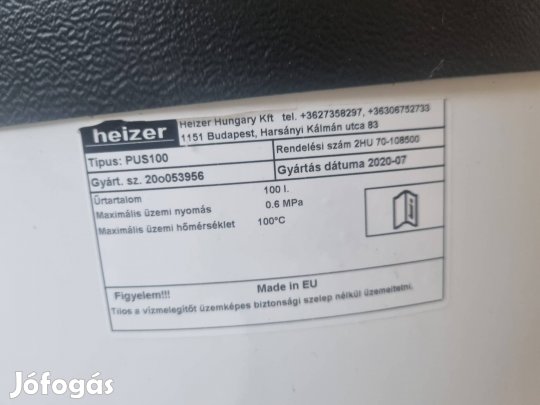 heizer
Heizer Hungary Kft tel. +3627358297, +36306752733
1151 Budapest, Harsányi Kálmán utca 83
Tipus: PUS100
Rendelési szám 2HU 70-108500
Gyárt. sz. 20o053956
Gyártás dátuma 2020-07
Űrtartalom 100 l.
Maximális üzemi nyomás 0.6 MPa
Maximális üzemi hőmérséklet 100°C
Made in EU
Figyelem!!!
Tilos a vízmelegítőt üzemképes biztonsági szelep nélkül üzemeltetni.
Jófogás